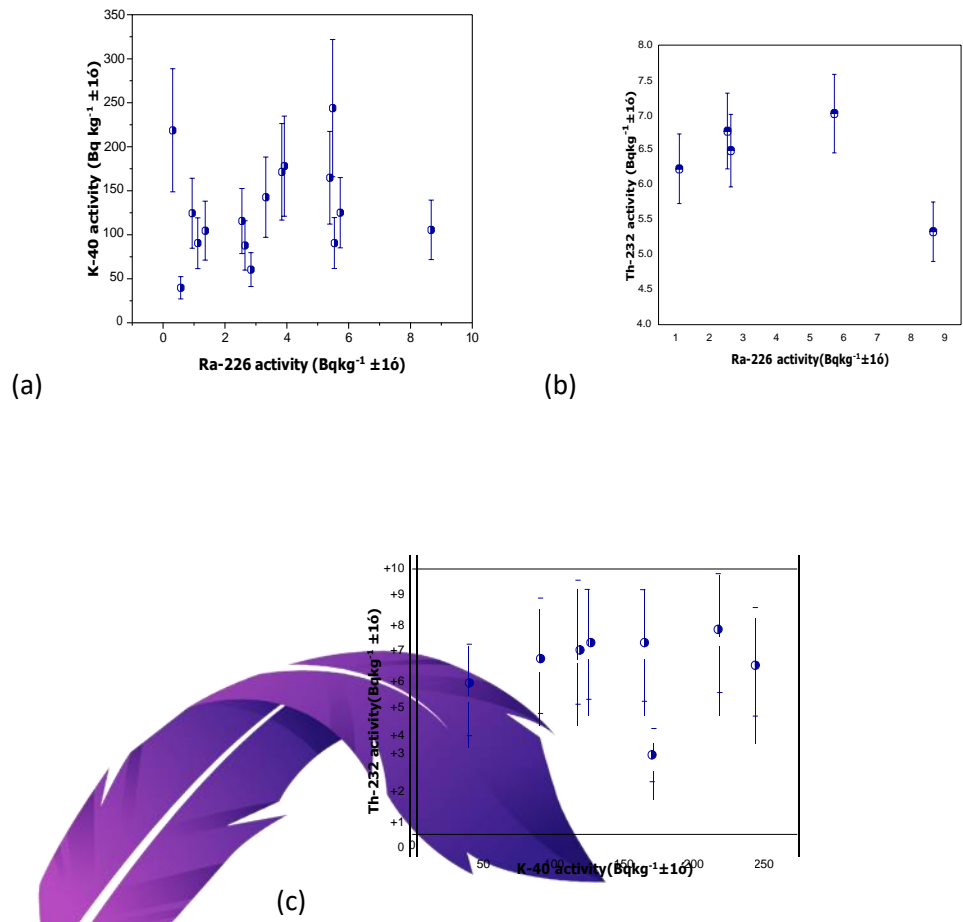 350
300
250
200
150
100
50
0
K-40 activity (Bq kg⁻¹ ±1ó)
0 2 4 6 8 10
Ra-226 activity (Bqkg⁻¹ ±1ó)
(a)
8.0
7.5
7.0
6.5
6.0
5.5
5.0
4.5
4.0
Th-232 activity (Bqkg⁻¹±1ó)
1 2 3 4 5 6 7 8 9
Ra-226 activity(Bqkg⁻¹±1ó)
(b)
+10
+9
+8
+7
+6
+5
+4
+3
+2
+1
0
Th-232 activity(Bqkg⁻¹ ±1ó)
0
50 100 150 200 250
K-40 activity(Bqkg⁻¹±1ó)
(c)